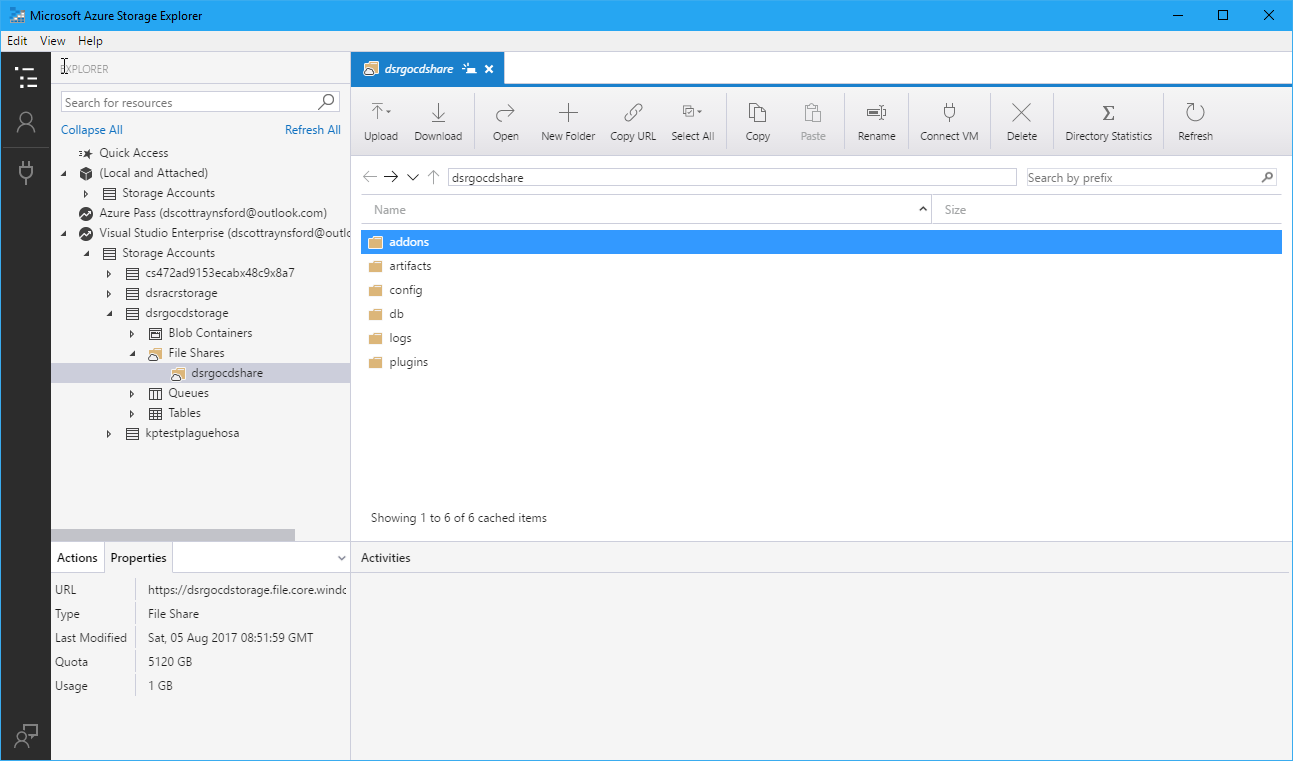 Microsoft Azure Storage Explorer
Edit View Help
EXPLORER
Search for resources
Collapse All Refresh All
Quick Access
(Local and Attached)
Storage Accounts
Azure Pass (dscottraynsford@outlook.com)
Visual Studio Enterprise (dscottraynsford@outlo
Storage Accounts
cs472ad9153ecabx48c9x8a7
dsracrstorage
dsrgocdstorage
Blob Containers
File Shares
dsrgocdshare
Queues
Tables
kptestplaguehosa
Actions Properties
URL https://dsrgocdstorage.file.core.windo
Type File Share
Last Modified Sat, 05 Aug 2017 08:51:59 GMT
Quota 5120 GB
Usage 1 GB
dsrgocdshare
Upload Download Open New Folder Copy URL Select All Copy Paste Rename Connect VM Delete Directory Statistics Refresh
dsrgocdshare Search by prefix
Name Size
addons
artifacts
config
db
logs
plugins
Showing 1 to 6 of 6 cached items
Activities